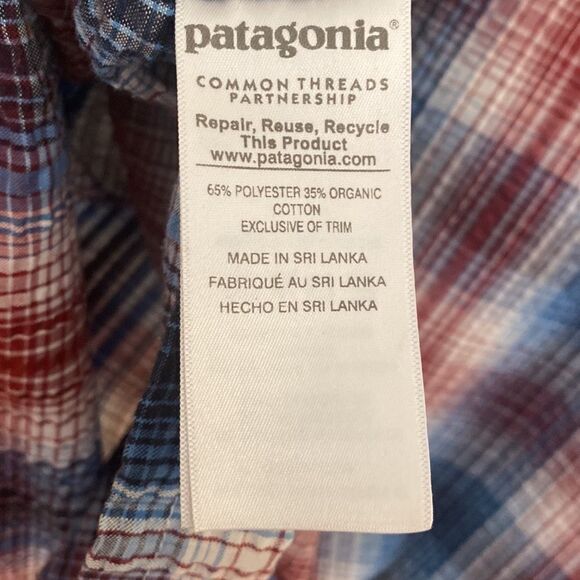 patagonia®
COMMON THREADS
PARTNERSHIP
Repair, Reuse, Recycle
This Product
www.patagonia.com
65% POLYESTER 35% ORGANIC
COTTON
EXCLUSIVE OF TRIM
MADE IN SRI LANKA
FABRIQUÉ AU SRI LANKA
HECHO EN SRI LANKA